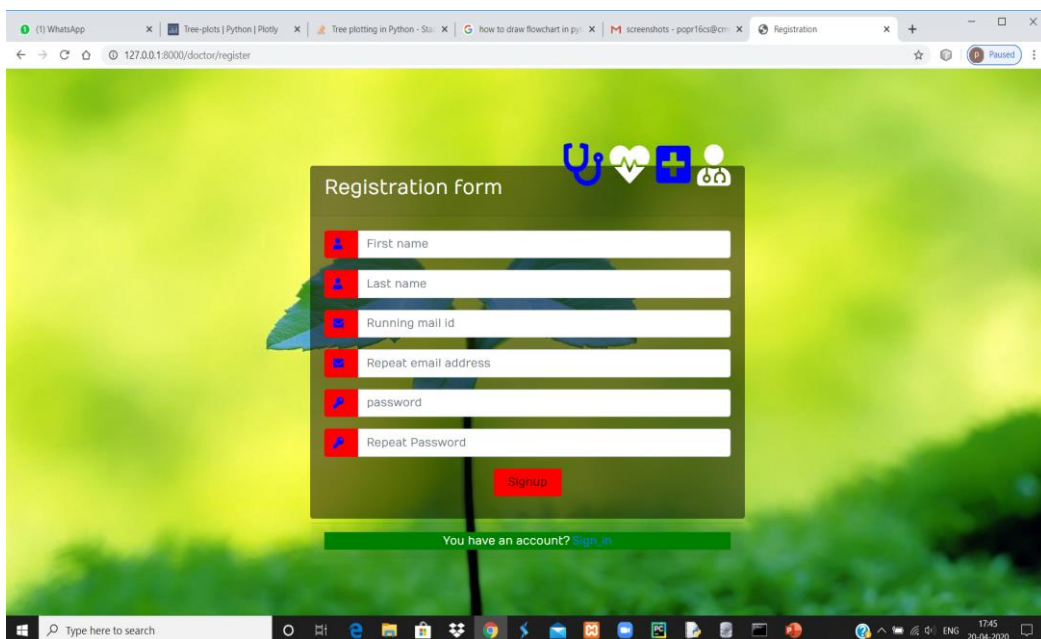 (1) WhatsApp
Tree-plots | Python | Plotly
Tree plotting in Python - Sta
how to draw flowchart in py
screenshots - popr16cs@cm
Registration
127.0.0.1:8000/doctor/register
Paused
Registration form
First name
Last name
Running mail id
Repeat email address
password
Repeat Password
Signup
You have an account? Sign_in
Type here to search
ENG
17:45
20-04-2020